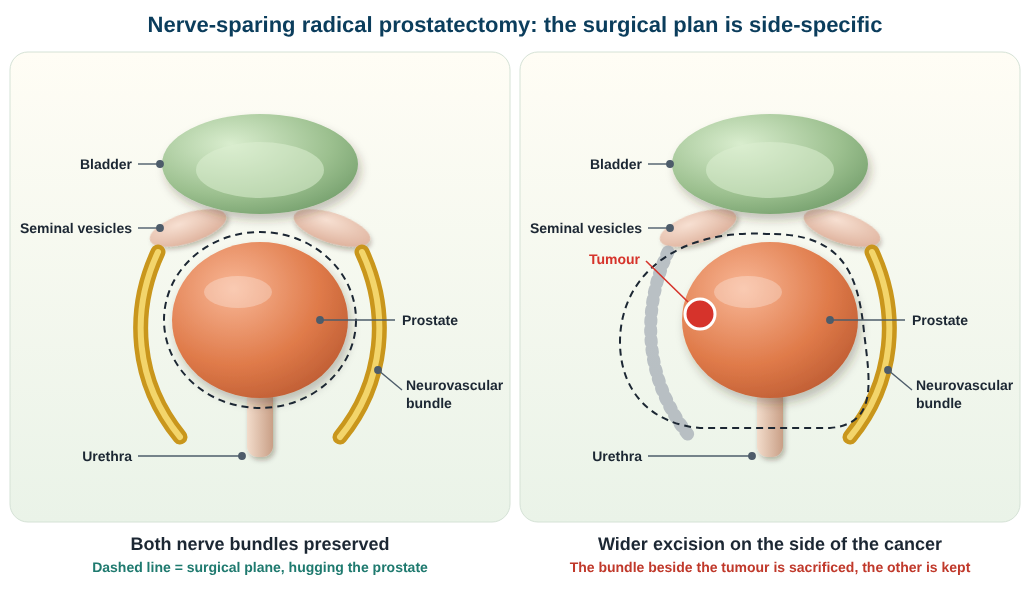 Nerve-sparing radical prostatectomy: the surgical plan is side-specific
Bladder
Seminal vesicles
Prostate
Neurovascular
bundle
Urethra
Both nerve bundles preserved
Dashed line = surgical plane, hugging the prostate
Bladder
Seminal vesicles
Tumour
Prostate
Neurovascular
bundle
Urethra
Wider excision on the side of the cancer
The bundle beside the tumour is sacrificed, the other is kept